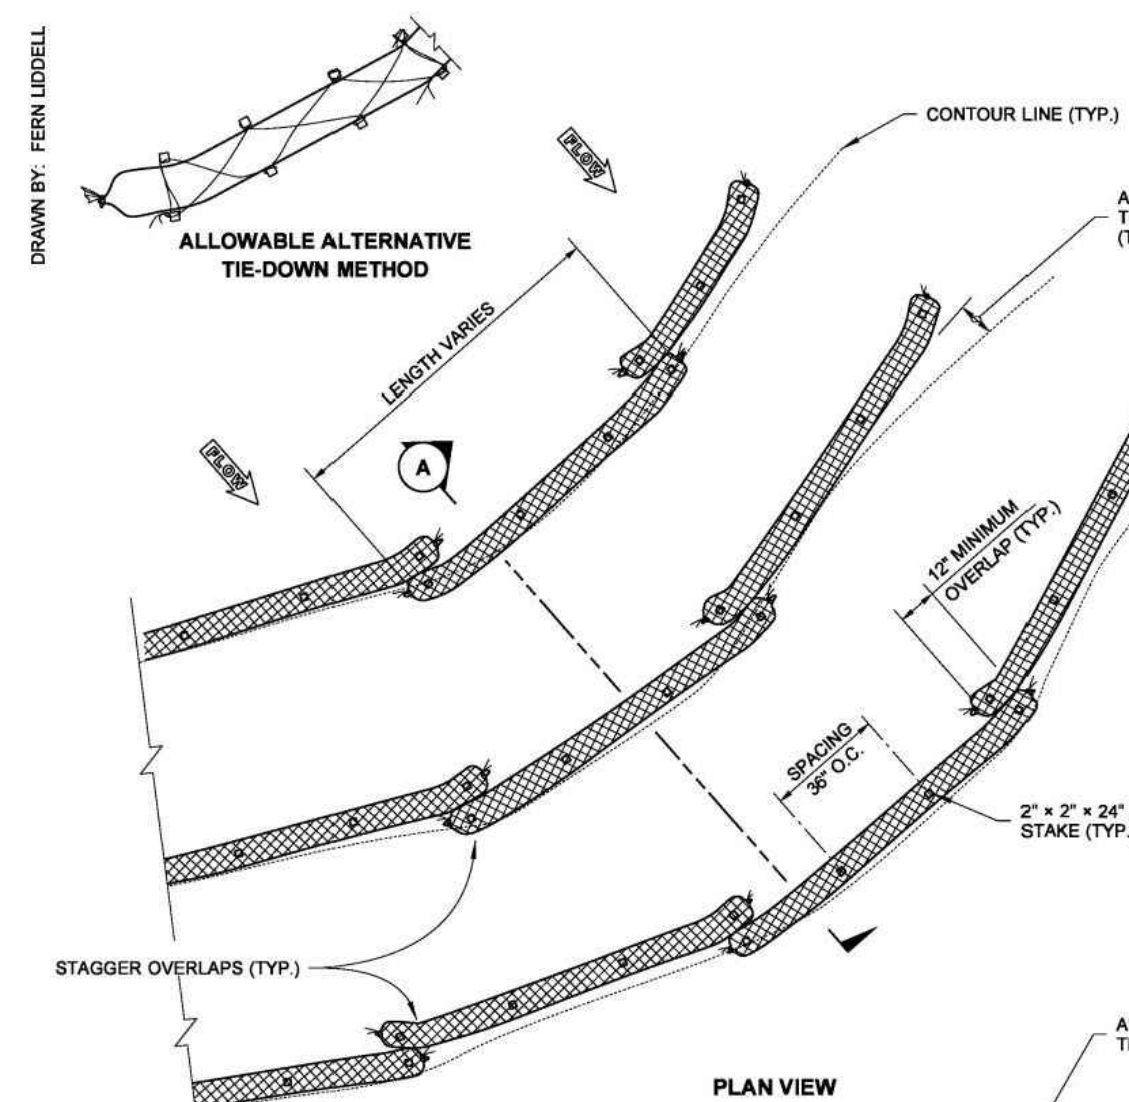 DRAWN BY: FERN LIDDELL
ALLOWABLE ALTERNATIVE
TIE-DOWN METHOD
FLOW
CONTOUR LINE (TYP.)
A
T
(T
LENGTH VARIES
FLOW
A
12" MINIMUM
OVERLAP (TYP.)
SPACING
36" O.C.
2" × 2" × 24"
STAKE (TYP.
STAGGER OVERLAPS (TYP.)
A
T
PLAN VIEW